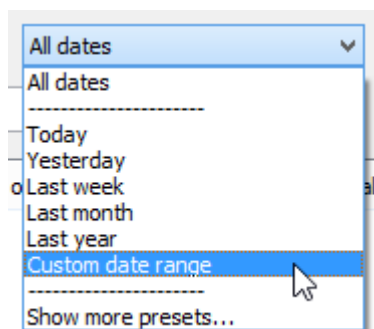 All dates
All dates
----------------------
Today
Yesterday
Last week
Last month
Last year
Custom date range
----------------------
Show more presets...